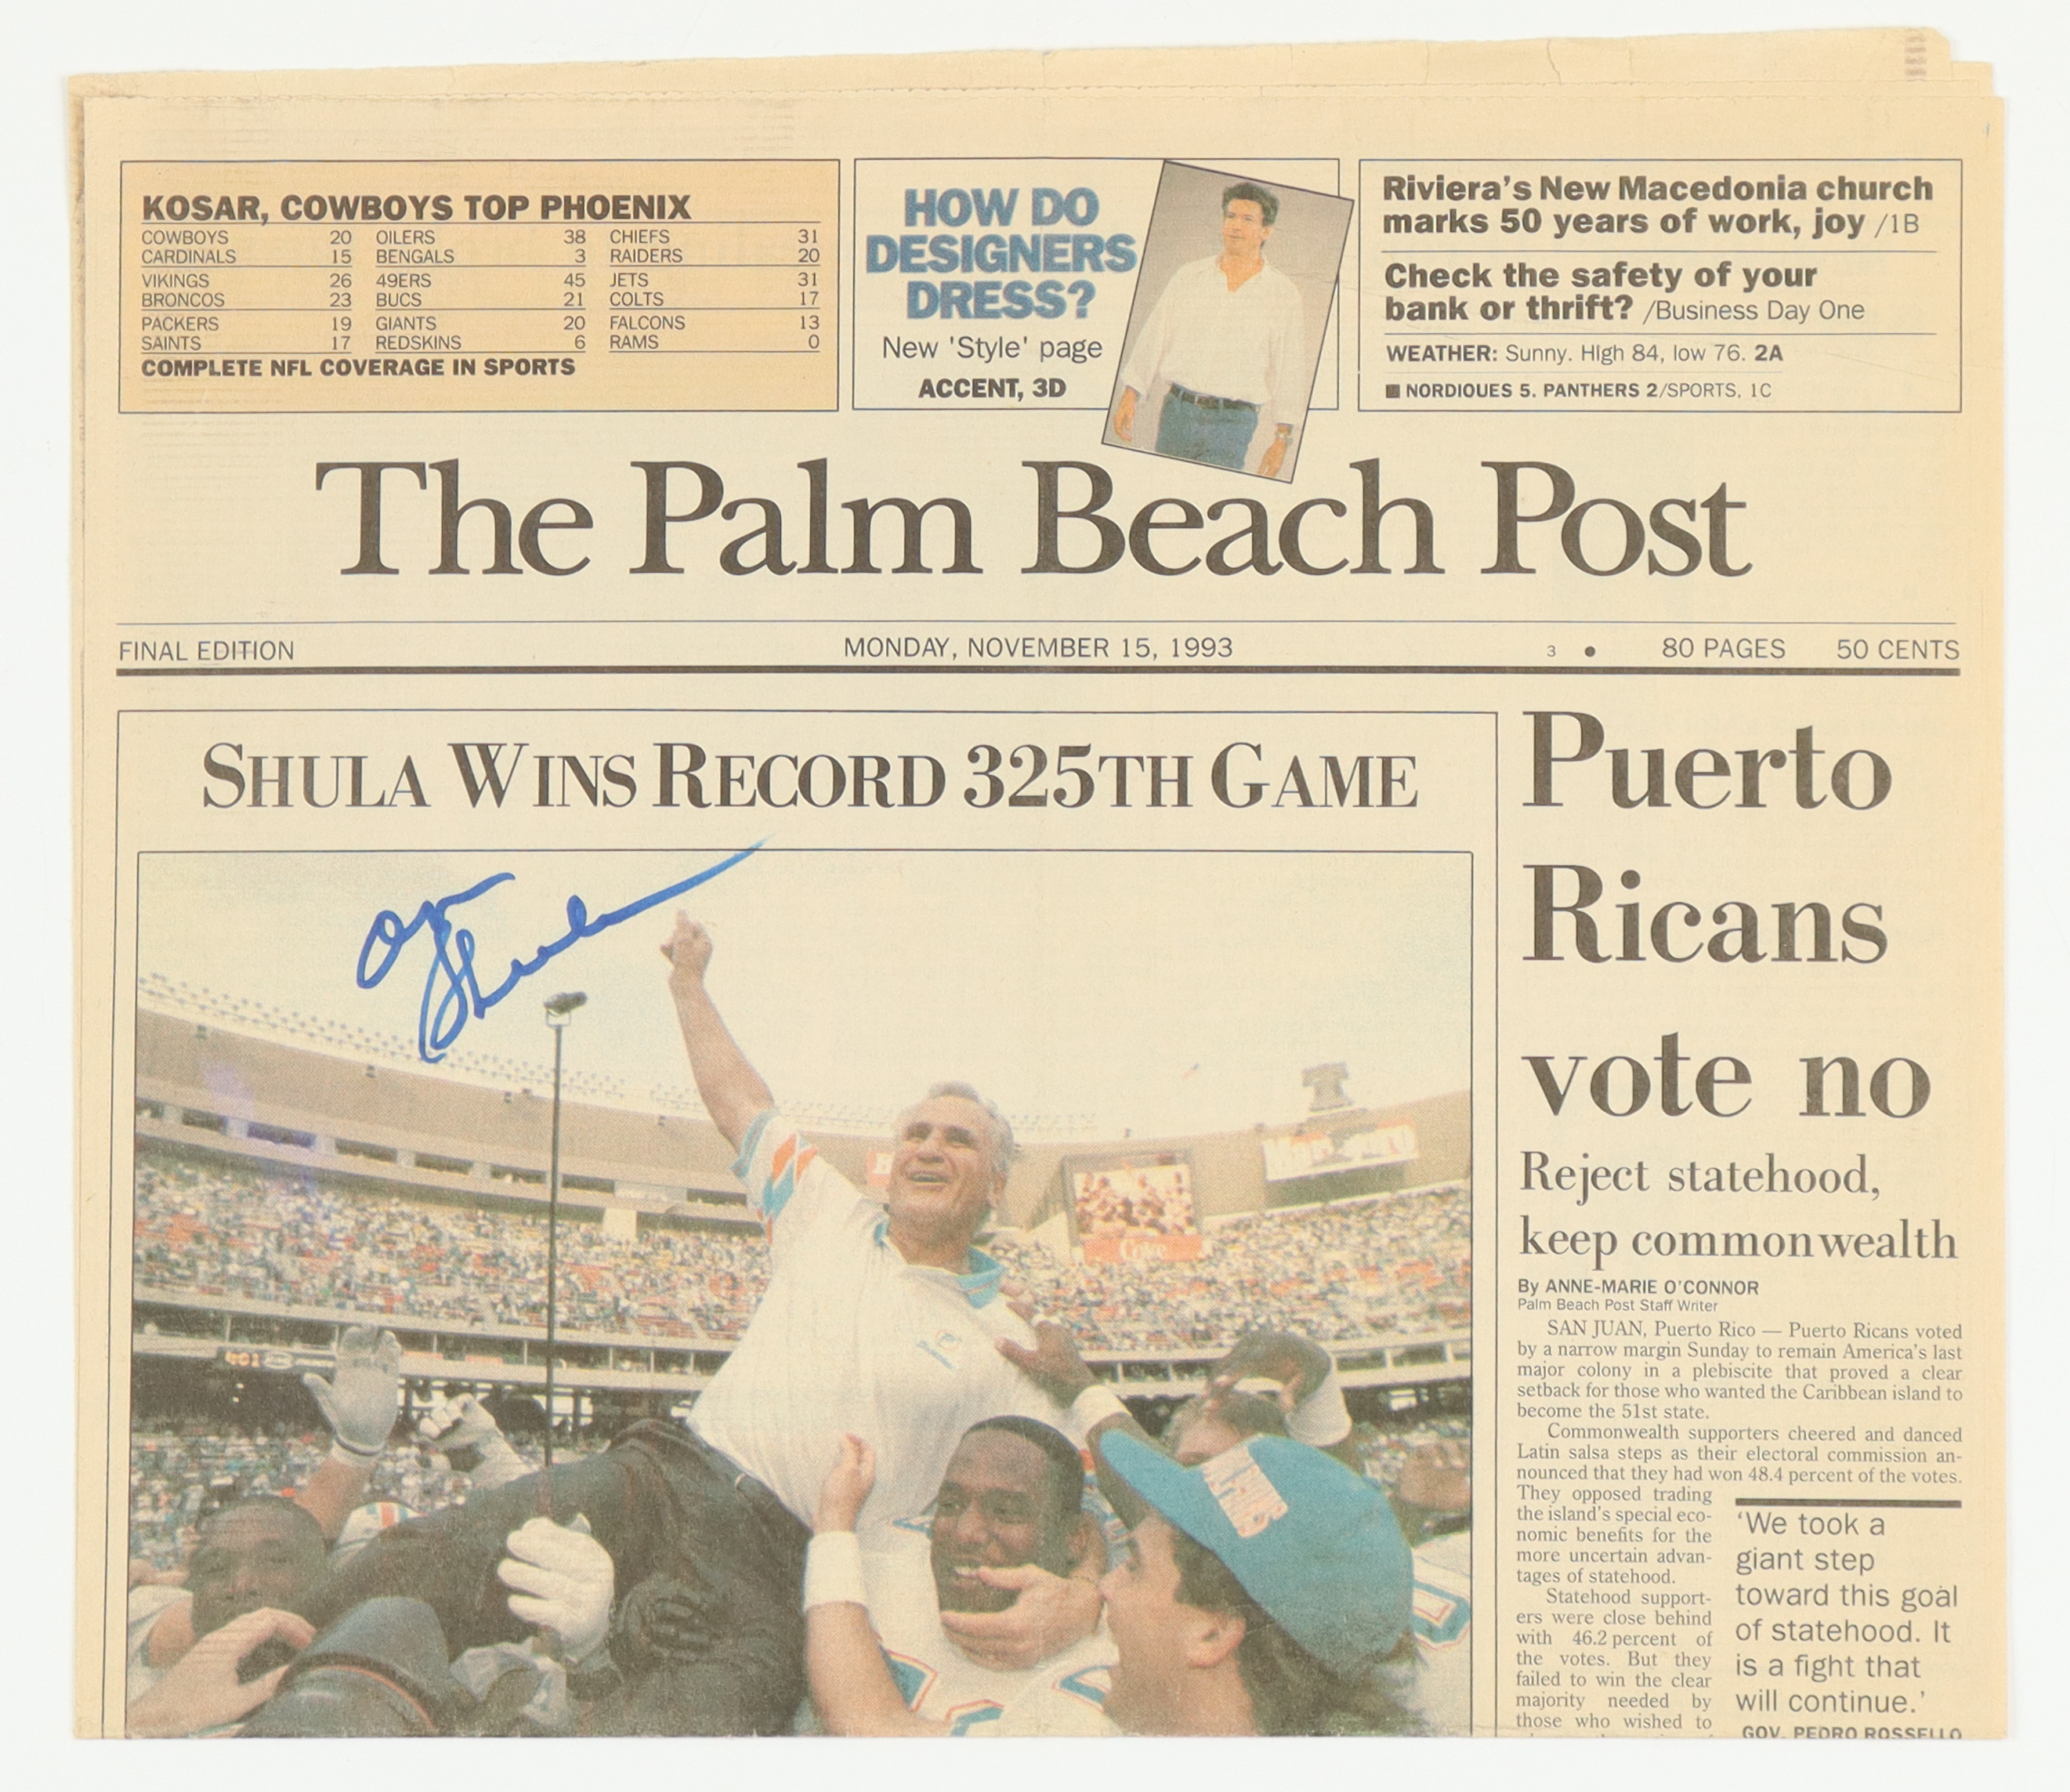 KOSAR, COWBOYS TOP PHOENIX
COWBOYS 20 OILERS 38 CHIEFS 31
CARDINALS 15 BENGALS 3 RAIDERS 20
VIKINGS 26 49ERS 45 JETS 31
BRONCOS 23 BUCS 21 COLTS 17
PACKERS 19 GIANTS 20 FALCONS 13
SAINTS 17 REDSKINS 6 RAMS 0
COMPLETE NFL COVERAGE IN SPORTS
HOW DO
DESIGNERS
DRESS?
New 'Style' page
ACCENT, 3D
Riviera's New Macedonia church
marks 50 years of work, joy /1B
Check the safety of your
bank or thrift? /Business Day One
WEATHER: Sunny. High 84, low 76. 2A
■ NORDIQUES 5, PANTHERS 2/SPORTS, 1C
The Palm Beach Post
FINAL EDITION MONDAY, NOVEMBER 15, 1993 3 ● 80 PAGES 50 CENTS
SHULA WINS RECORD 325TH GAME
Don
Shula
Coke
Puerto
Ricans
vote no
Reject statehood,
keep commonwealth
By ANNE-MARIE O'CONNOR
Palm Beach Post Staff Writer
SAN JUAN, Puerto Rico — Puerto Ricans voted
by a narrow margin Sunday to remain America's last
major colony in a plebiscite that proved a clear
setback for those who wanted the Caribbean island to
become the 51st state.
Commonwealth supporters cheered and danced
Latin salsa steps as their electoral commission an-
nounced that they had won 48.4 percent of the votes.
They opposed trading
the island's special eco-
nomic benefits for the
more uncertain advan-
tages of statehood.
Statehood support-
ers were close behind
with 46.2 percent of
the votes. But they
failed to win the clear
majority needed by
those who wished to
'We took a
giant step
toward this goal
of statehood. It
is a fight that
will continue.'
GOV. PEDRO ROSSELLO